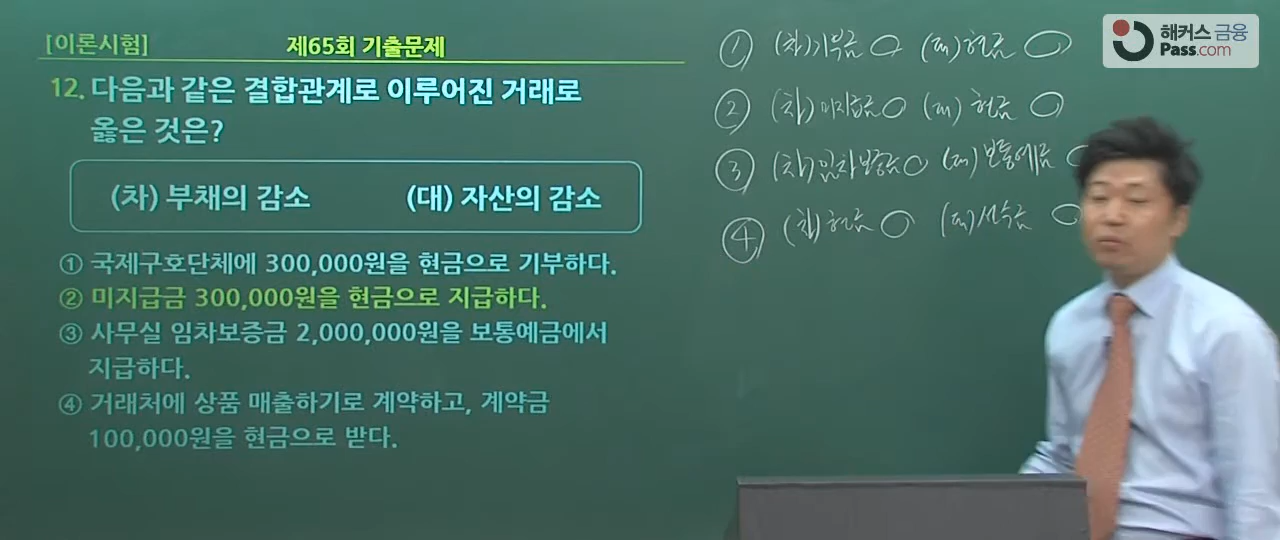 [이론시험]
제65회 기출문제
12. 다음과 같은 결합관계로 이루어진 거래로
옳은 것은?
(차) 부채의 감소 (대) 자산의 감소
① 국제구호단체에 300,000원을 현금으로 기부하다.
② 미지급금 300,000원을 현금으로 지급하다.
③ 사무실 임차보증금 2,000,000원을 보통예금에서
지급하다.
④ 거래처에 상품 매출하기로 계약하고, 계약금
100,000원을 현금으로 받다.
① (차) 기부금 (대) 현금
② (차) 미지급금 (대) 현금
③ (차) 임차보증금 (대) 보통예금
④ (차) 현금 (대) 선수금
해커스 금융
Pass.com